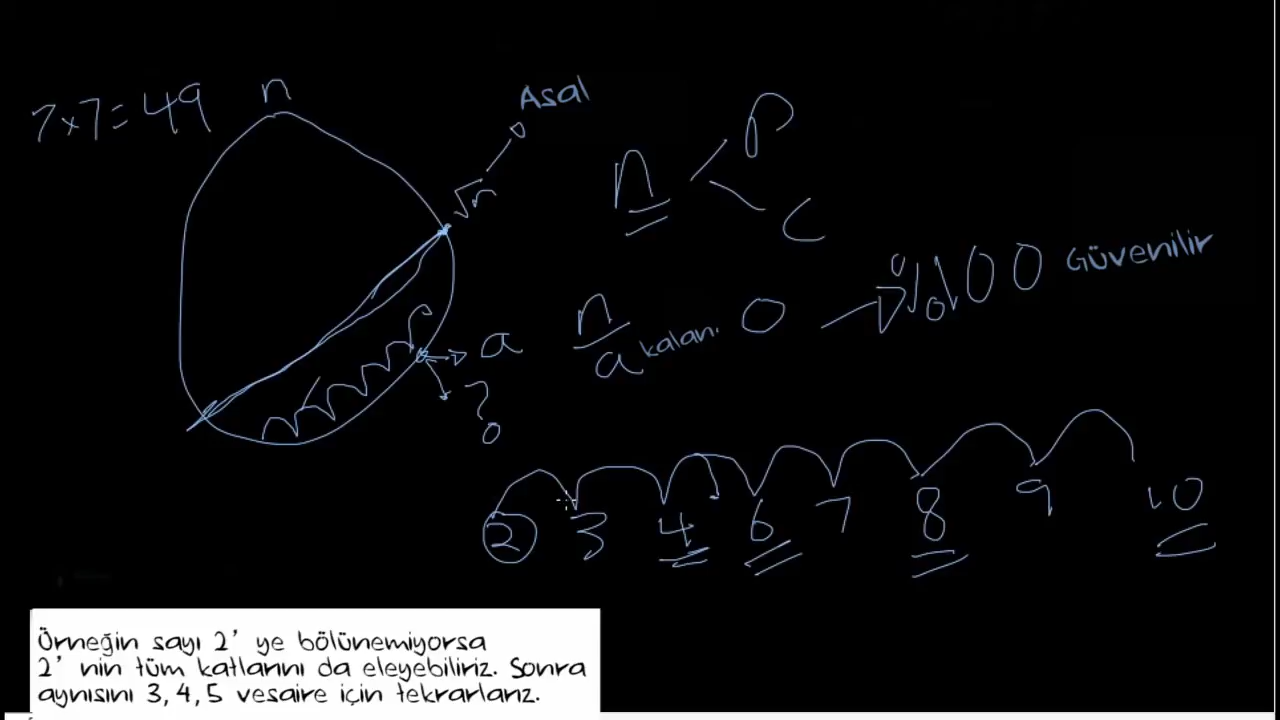 7x7=49
n
Asal
√n
n
P
C
n
a
kalan: 0
%100 Güvenilir
a
?
2 3 4 6 7 8 9 10
Örneğin sayı 2' ye bölünemiyorsa
2' nin tüm katlarını da eleyebiliriz. Sonra
aynısını 3, 4, 5 vesaire için tekrarlarız.